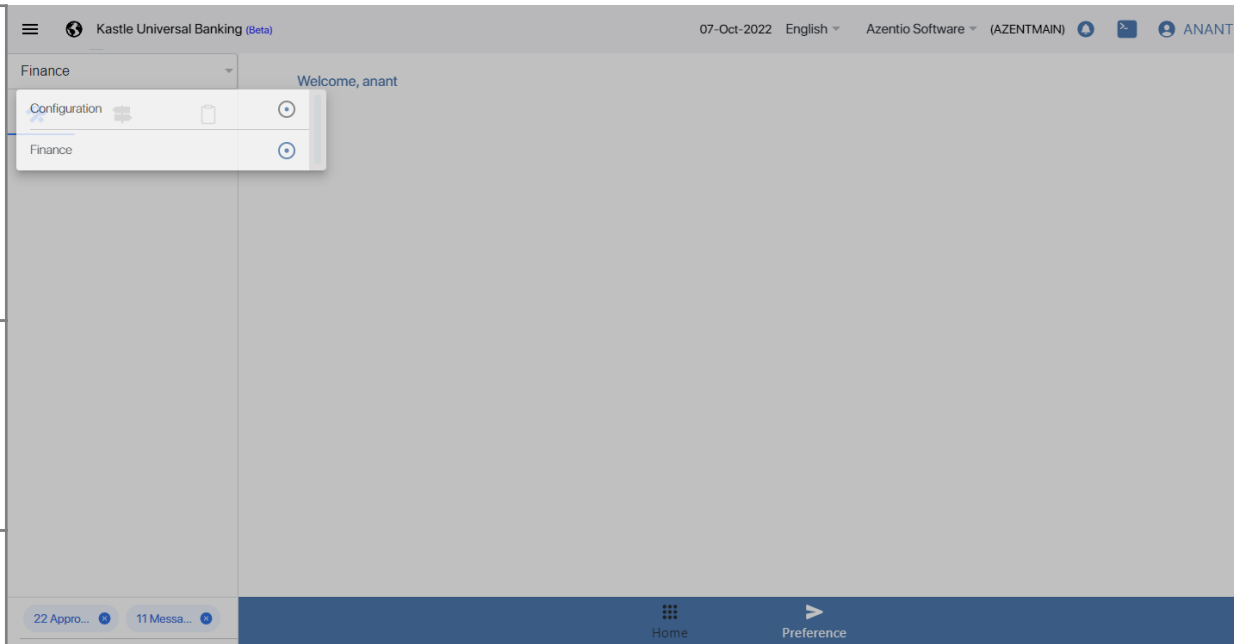 Kastle Universal Banking (Beta) 07-Oct-2022 English Azentio Software (AZENTMAIN) ANANT
Finance
Welcome, anant
Configuration
Finance
22 Appro... 11 Messa...
Home Preference